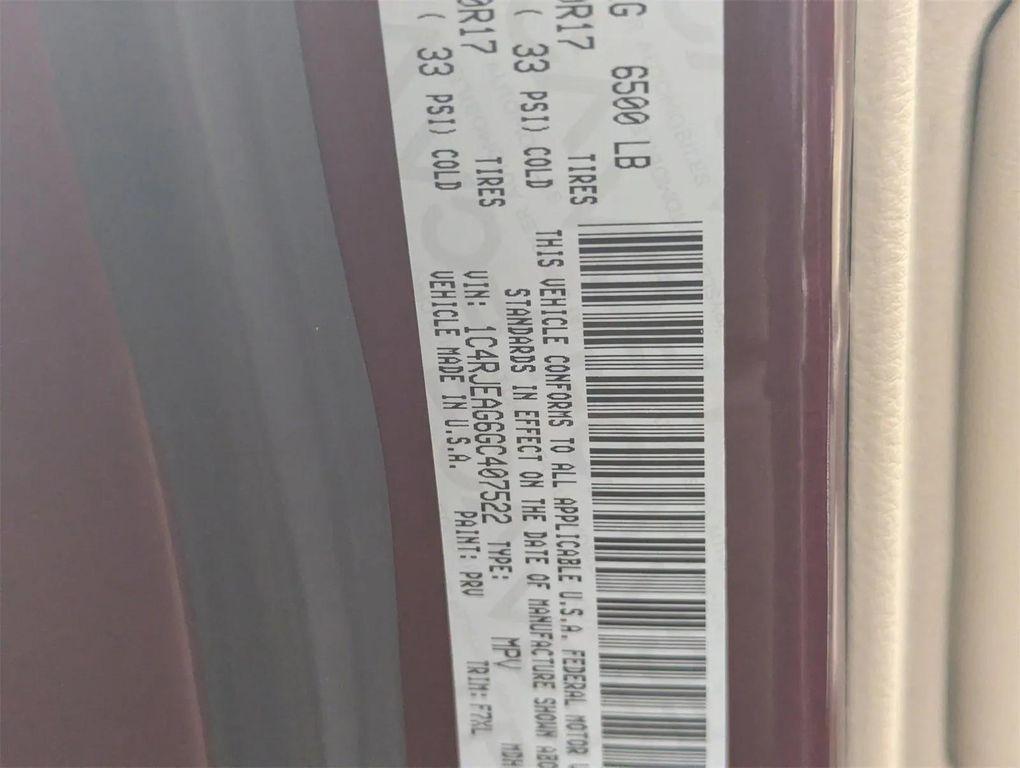 G 6500 LB
0R17 TIRES
( 33 PSI) COLD
0R17 TIRES
( 33 PSI) COLD
THIS VEHICLE CONFORMS TO ALL APPLICABLE U.S.A. FEDERAL MOTOR
STANDARDS IN EFFECT ON THE DATE OF MANUFACTURE SHOWN ABO
VIN: 1C4RJEAG6GC407522 TYPE: MPV MDH
VEHICLE MADE IN U.S.A. PAINT: PRV TRIM: F7XL